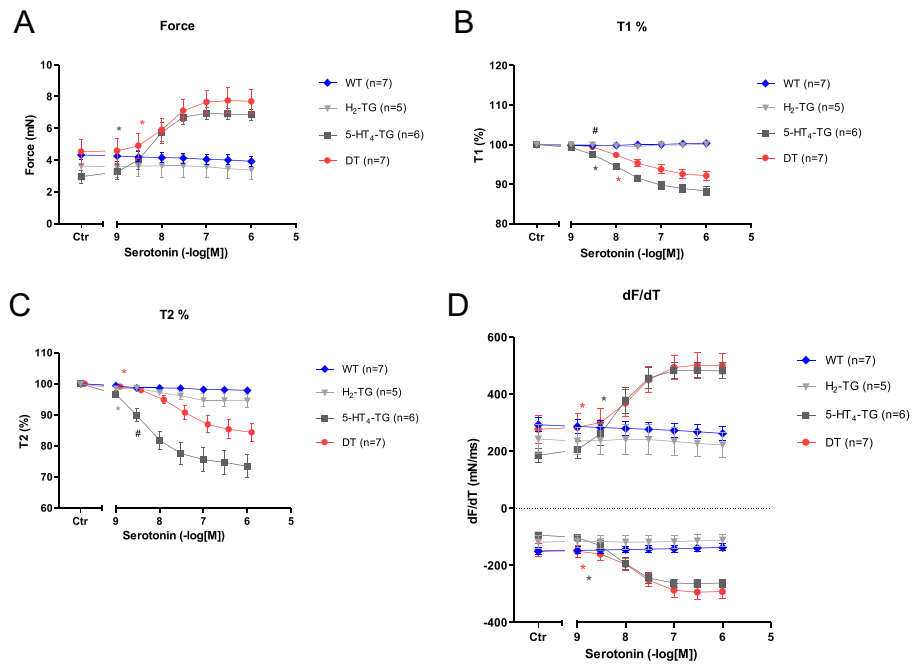 A
Force
Force (mN)
10
8
6
4
2
0
*
*
Ctr
9
8
7
6
5
Serotonin (-log[M])
WT (n=7)
H₂-TG (n=5)
5-HT₄-TG (n=6)
DT (n=7)
B
T1 %
T1 (%)
120
110
100
90
80
#
*
*
Ctr
9
8
7
6
5
Serotonin (-log[M])
WT (n=7)
H₂-TG (n=5)
5-HT₄-TG (n=6)
DT (n=7)
C
T2 %
T2 (%)
110
100
90
80
70
60
*
*
#
Ctr
9
8
7
6
5
Serotonin (-log[M])
WT (n=7)
H₂-TG (n=5)
5-HT₄-TG (n=6)
DT (n=7)
D
dF/dT
dF/dT (mN/ms)
600
400
200
0
-200
-400
*
*
*
*
Ctr
9
8
7
6
5
Serotonin (-log[M])
WT (n=7)
H₂-TG (n=5)
5-HT₄-TG (n=6)
DT (n=7)